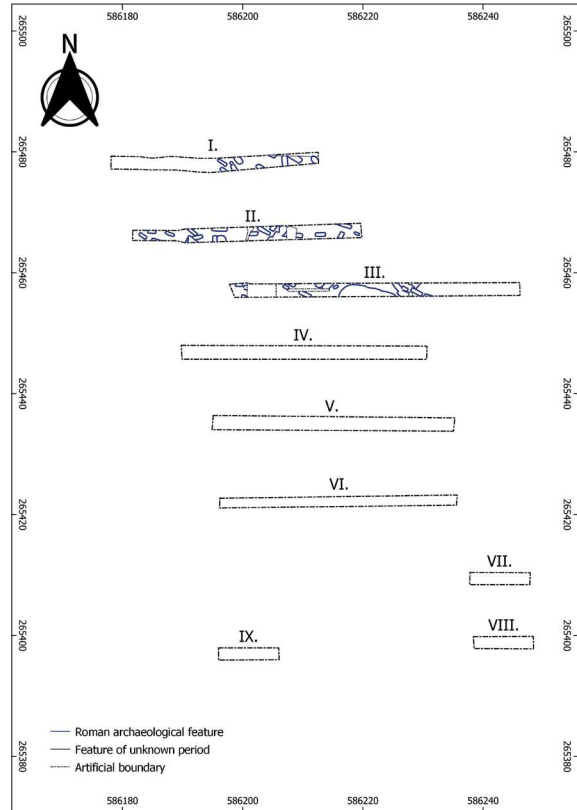 586180 586200 586220 586240
265500 265500
N
265480 265480
I.
II.
265460 265460
III.
IV.
265440 265440
V.
VI.
265420 265420
VII.
265400 265400
IX. VIII.
Roman archaeological feature
Feature of unknown period
265380 265380
Artificial boundary
586180 586200 586220 586240